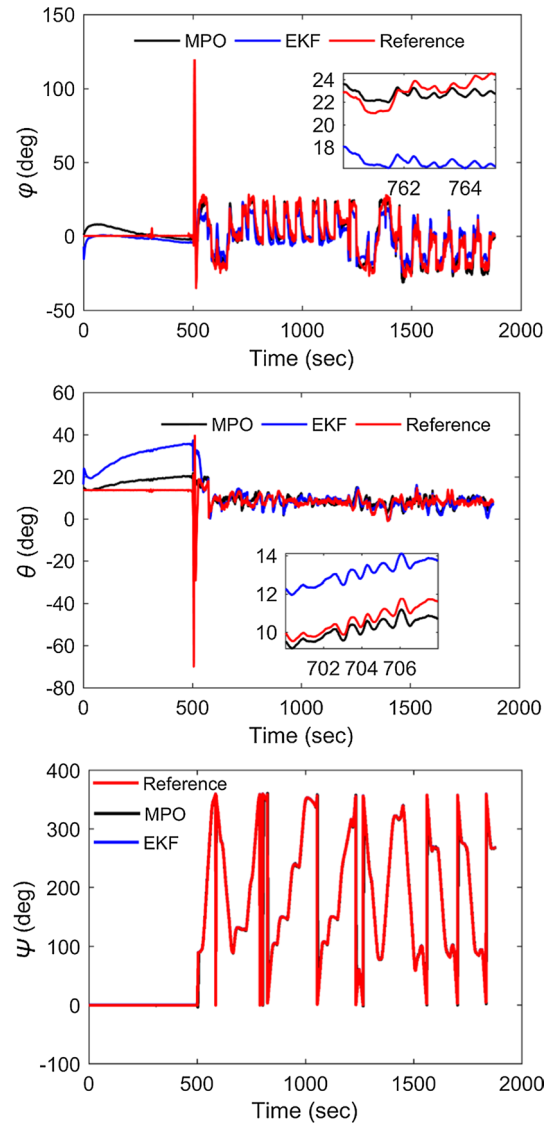 MPO EKF Reference
150
100
50
0
-50
φ (deg)
24
22
20
18
762 764
0 500 1000 1500 2000
Time (sec)
MPO EKF Reference
60
40
20
0
-20
-40
-60
-80
θ (deg)
14
12
10
702 704 706
0 500 1000 1500 2000
Time (sec)
Reference
MPO
EKF
400
300
200
100
0
-100
Ψ (deg)
0 500 1000 1500 2000
Time (sec)